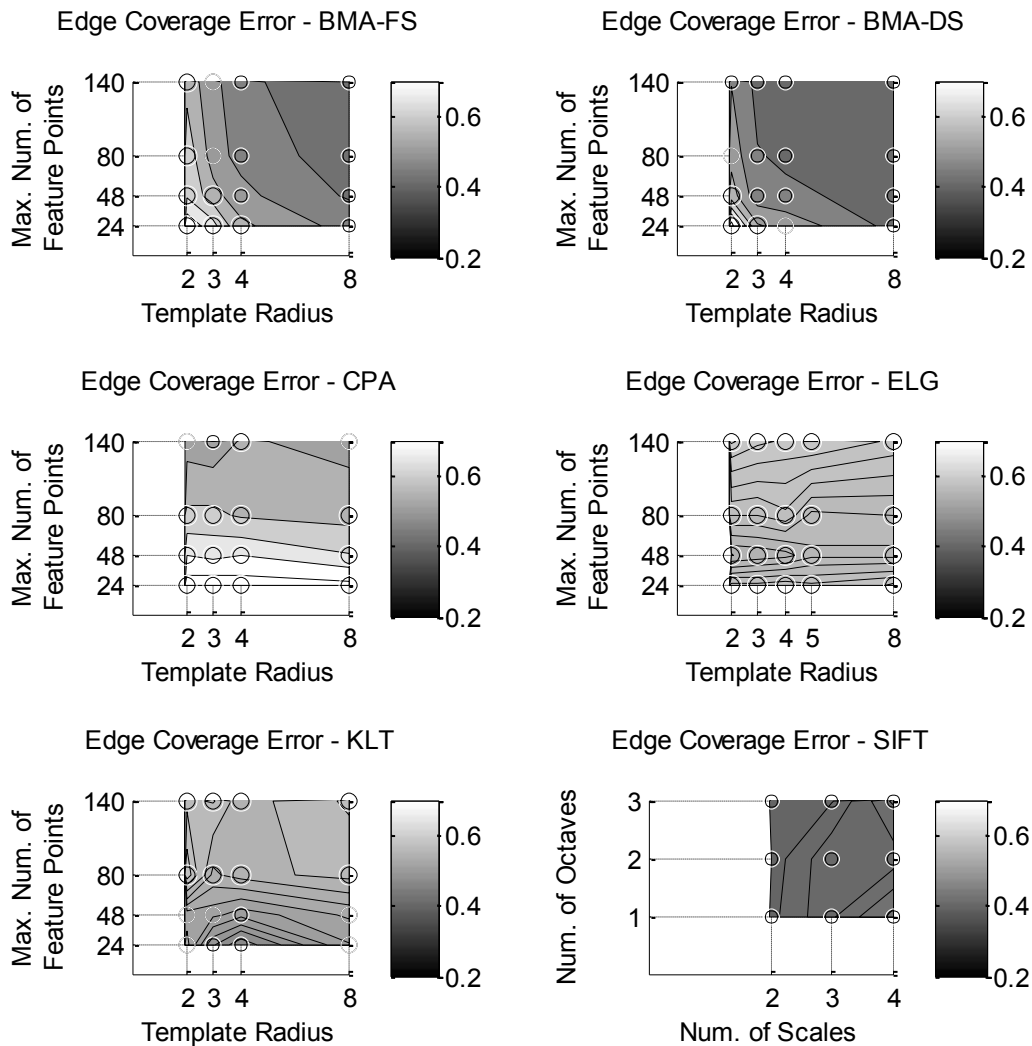 Edge Coverage Error - BMA-FS
Max. Num. of
Feature Points
140
80
48
24
2 3 4 8
Template Radius
0.6
0.4
0.2
Edge Coverage Error - BMA-DS
Max. Num. of
Feature Points
140
80
48
24
2 3 4 8
Template Radius
0.6
0.4
0.2
Edge Coverage Error - CPA
Max. Num. of
Feature Points
140
80
48
24
2 3 4 8
Template Radius
0.6
0.4
0.2
Edge Coverage Error - ELG
Max. Num. of
Feature Points
140
80
48
24
2 3 4 5 8
Template Radius
0.6
0.4
0.2
Edge Coverage Error - KLT
Max. Num. of
Feature Points
140
80
48
24
2 3 4 8
Template Radius
0.6
0.4
0.2
Edge Coverage Error - SIFT
Num. of Octaves
3
2
1
2 3 4
Num. of Scales
0.6
0.4
0.2